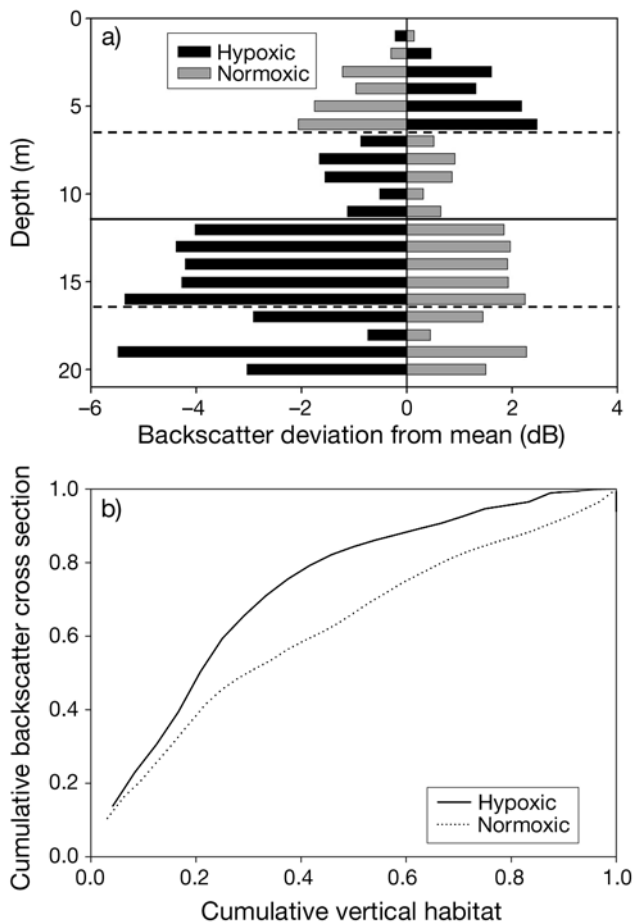 a)
Hypoxic
Normoxic
0
5
10
15
20
Depth (m)
−6 −4 −2 0 2 4
Backscatter deviation from mean (dB)
b)
1.0
0.8
0.6
0.4
0.2
0.0
Cumulative backscatter cross section
Hypoxic
Normoxic
0.0 0.2 0.4 0.6 0.8 1.0
Cumulative vertical habitat